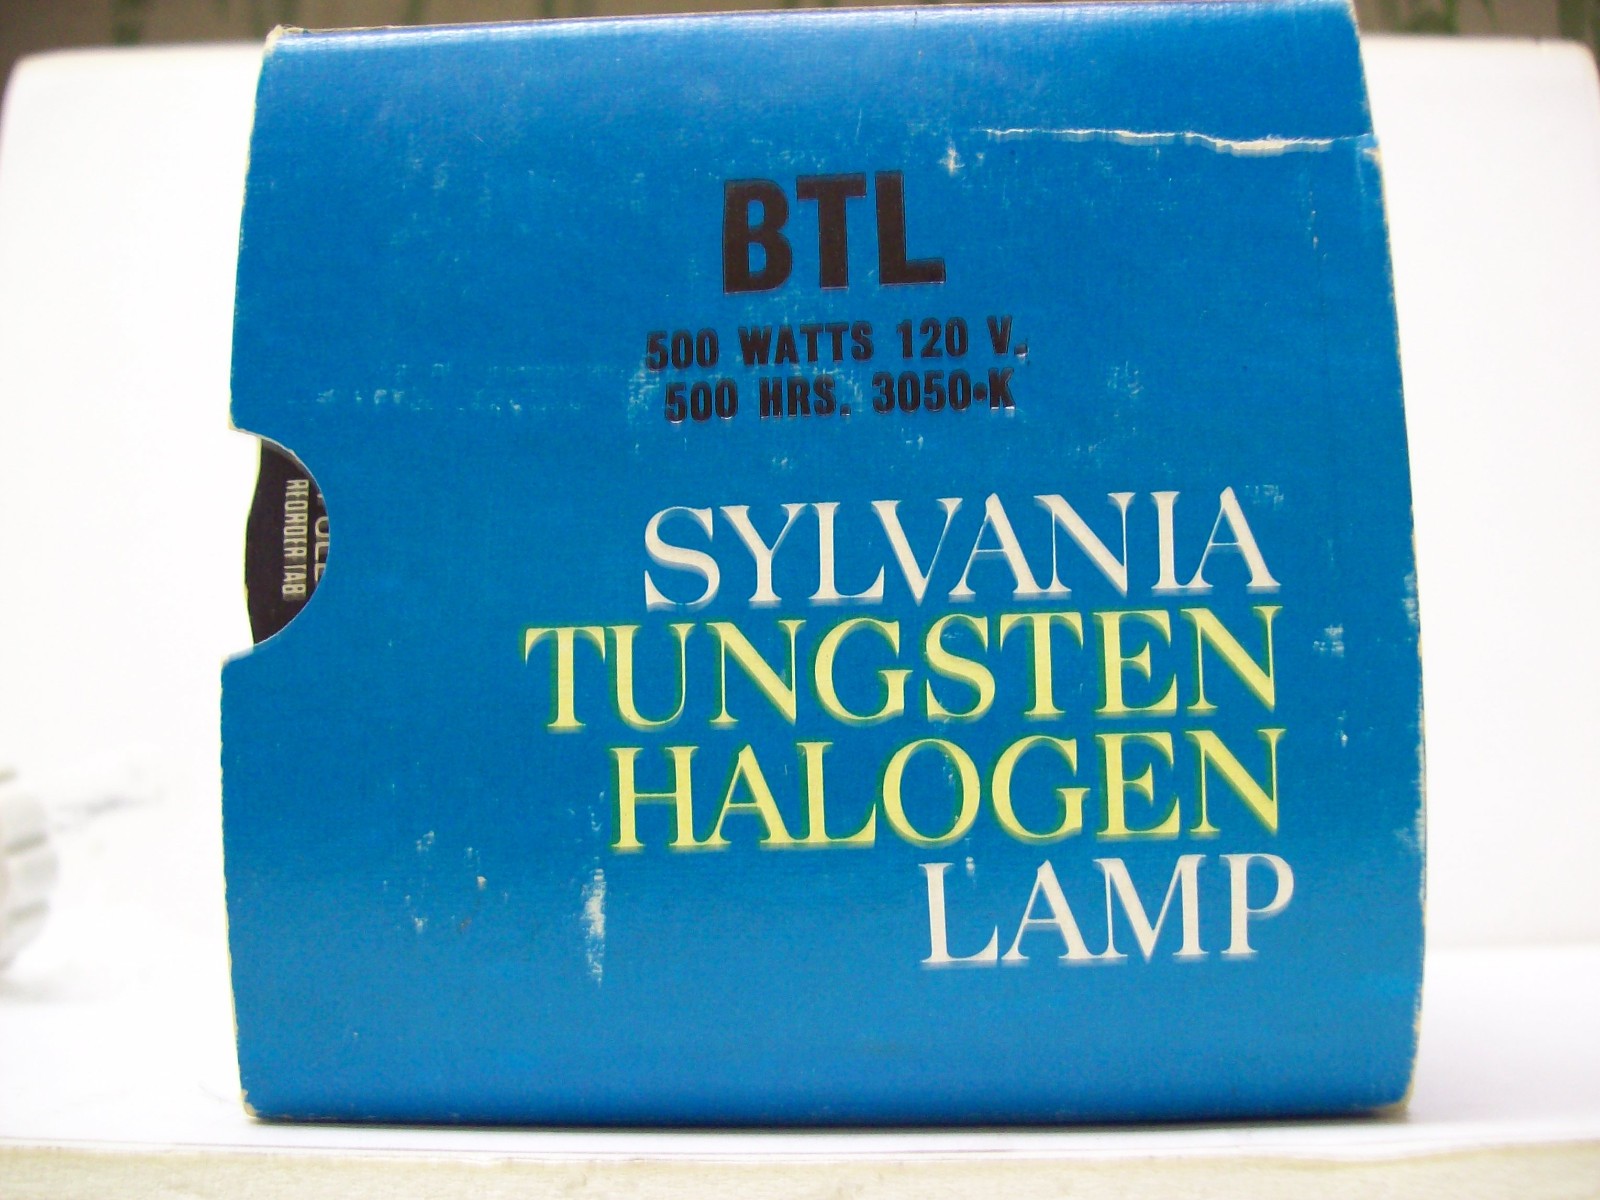 BTL
500 WATTS 120 V.
500 HRS. 3050•K
SYLVANIA
TUNGSTEN
HALOGEN
LAMP
REORDER TAB